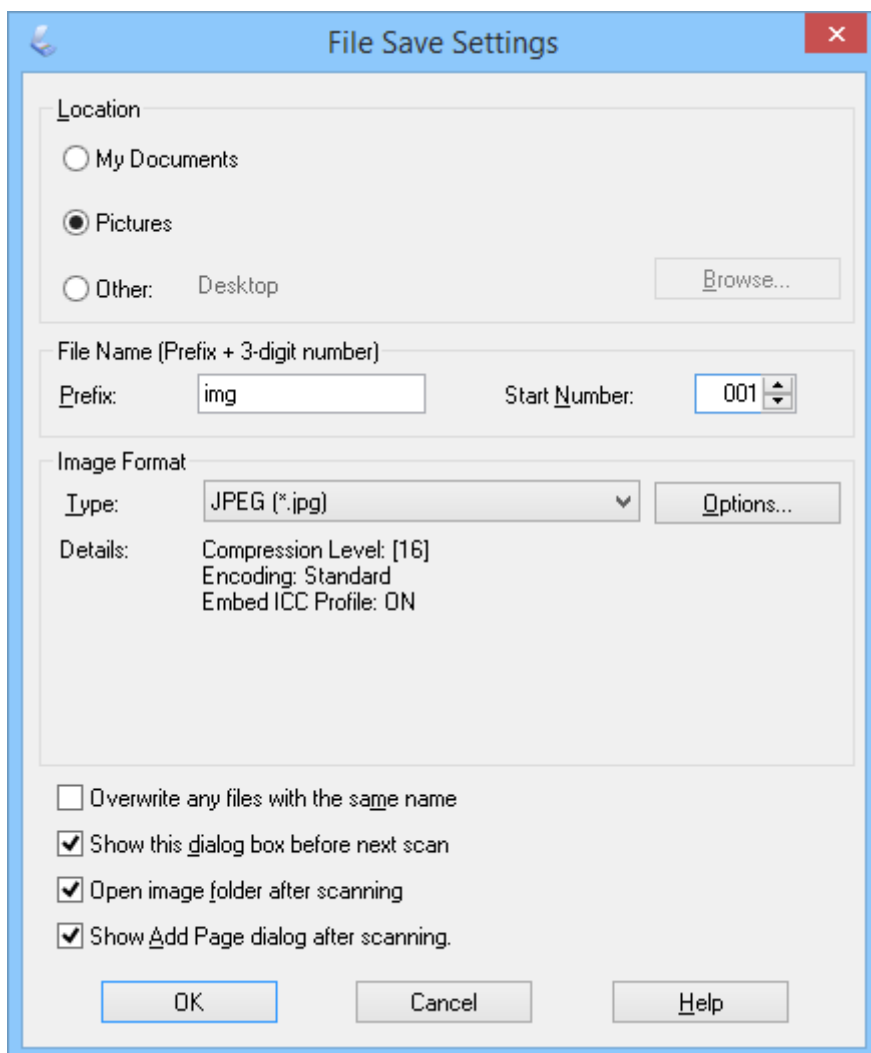 File Save Settings
Location
My Documents
Pictures
Other: Desktop Browse...
File Name (Prefix + 3-digit number)
Prefix: img Start Number: 001
Image Format
Type: JPEG (*.jpg) Options...
Details: Compression Level: [16]
Encoding: Standard
Embed ICC Profile: ON
Overwrite any files with the same name
Show this dialog box before next scan
Open image folder after scanning
Show Add Page dialog after scanning.
OK Cancel Help